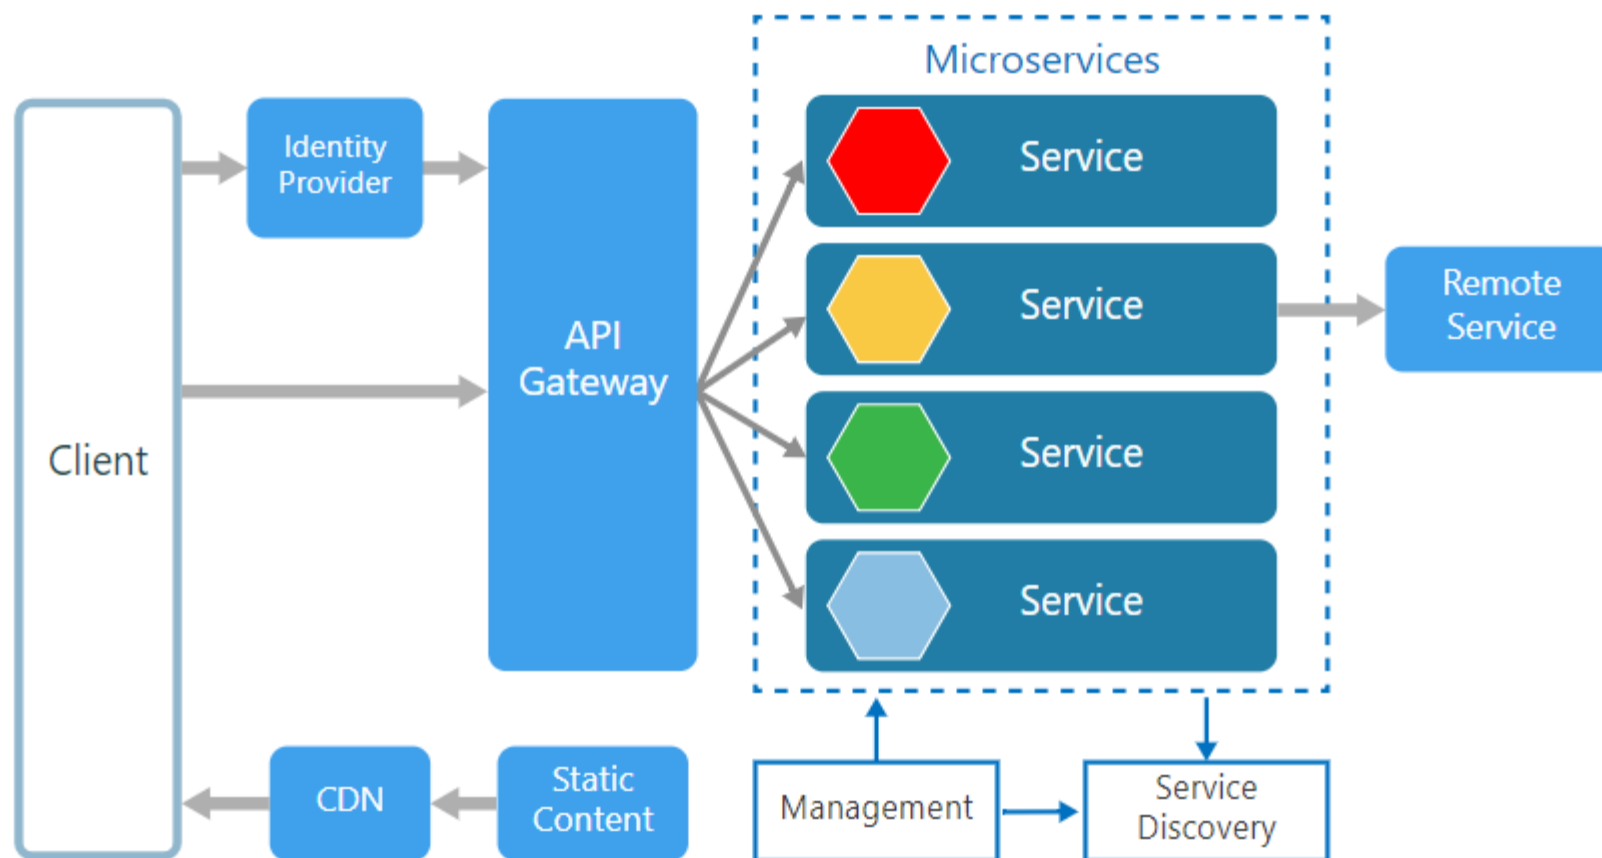 Microservices
Client
Identity
Provider
API
Gateway
Service
Service
Service
Service
Remote
Service
CDN
Static
Content
Management
Service
Discovery